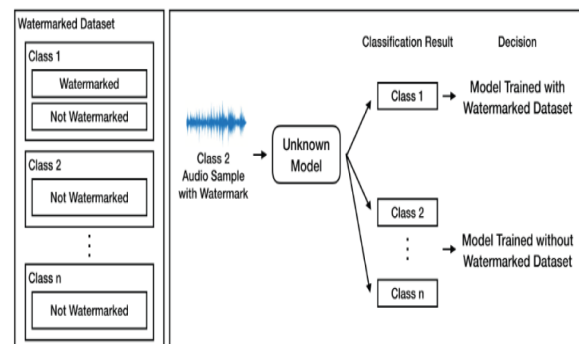 Watermarked Dataset
Class 1
Watermarked
Not Watermarked
Class 2
Not Watermarked
Class n
Not Watermarked
Class 2
Audio Sample
with Watermark
Unknown
Model
Classification Result
Class 1
Class 2
Class n
Decision
Model Trained with
Watermarked Dataset
Model Trained without
Watermarked Dataset